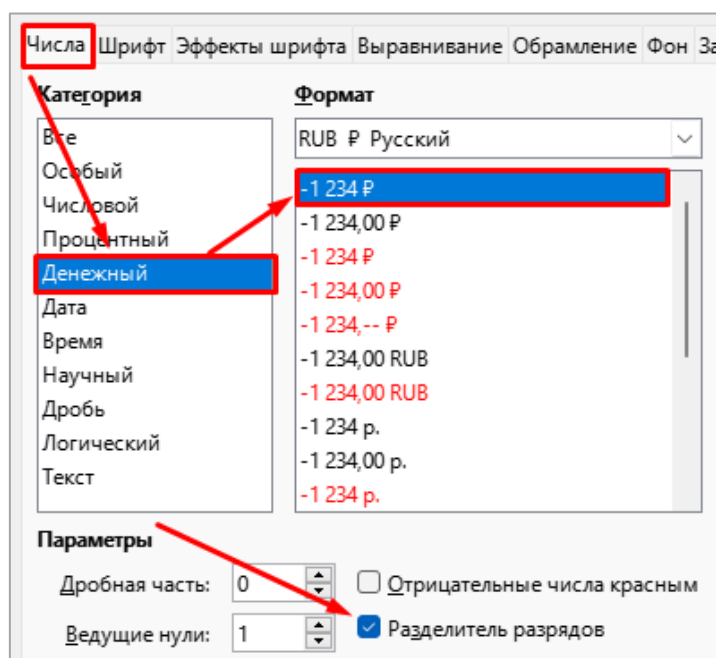 Числа Шрифт Эффекты шрифта Выравнивание Обрамление Фон За
Категория
Все
Особый
Числовой
Процентный
Денежный
Дата
Время
Научный
Дробь
Логический
Текст
Формат
RUB ₽ Русский
-1 234 ₽
-1 234,00 ₽
-1 234 ₽
-1 234,00 ₽
-1 234,-- ₽
-1 234,00 RUB
-1 234,00 RUB
-1 234 р.
-1 234,00 р.
-1 234 р.
Параметры
Дробная часть: 0
Отрицательные числа красным
Ведущие нули: 1
Разделитель разрядов